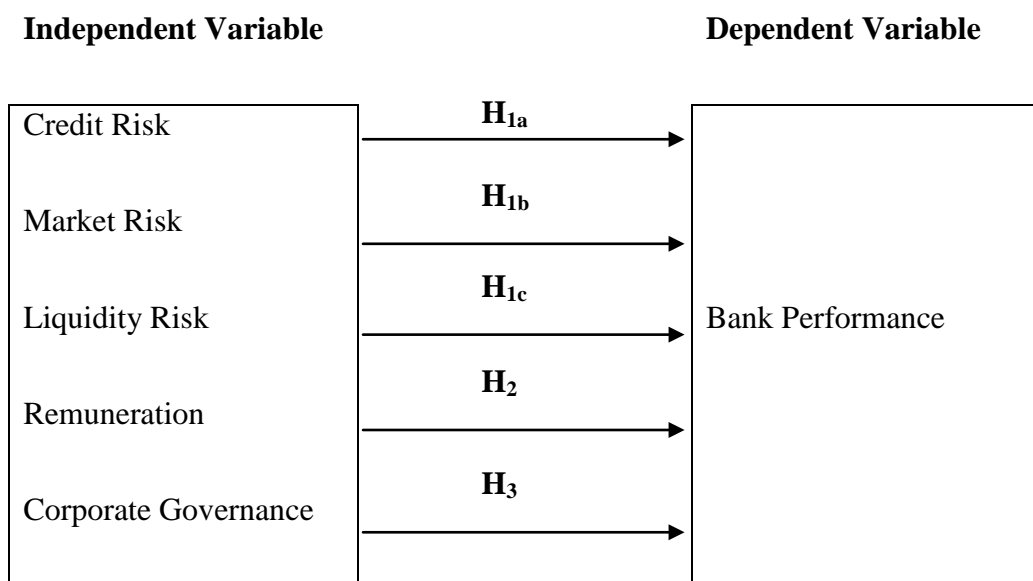 Independent Variable
Dependent Variable
Credit Risk
H1a
Market Risk
H1b
Liquidity Risk
H1c
Bank Performance
Remuneration
H2
Corporate Governance
H3